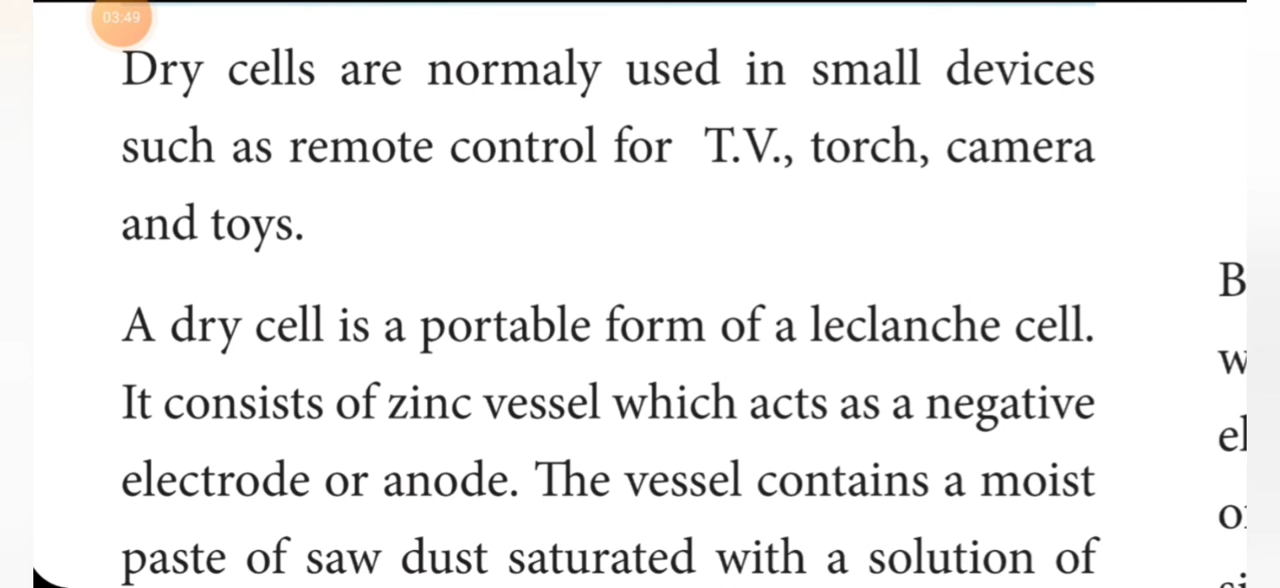 03:49
Dry cells are normaly used in small devices
such as remote control for T.V., torch, camera
and toys.
A dry cell is a portable form of a leclanche cell.
It consists of zinc vessel which acts as a negative
electrode or anode. The vessel contains a moist
paste of saw dust saturated with a solution of
B
w
el